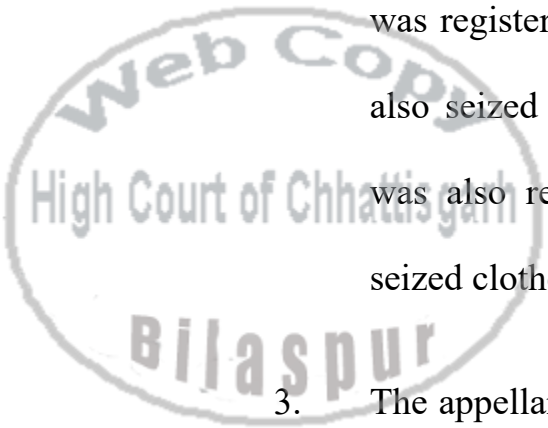 Web Copy
High Court of Chhattisgarh
Bilaspur
was register
also seized
was also re
seized cloth
3. The appella